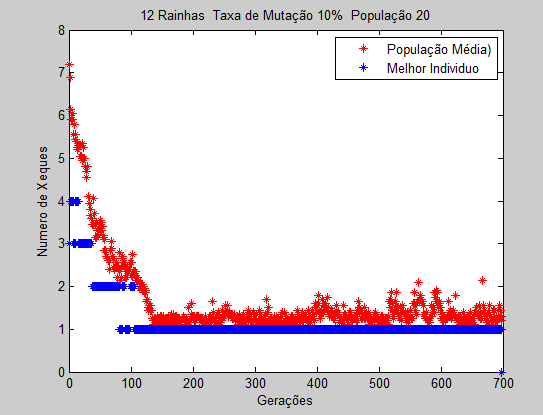 12 Rainhas Taxa de Mutação 10% População 20
População Média)
Melhor Individuo
Numero de Xeques
8
7
6
5
4
3
2
1
0
0 100 200 300 400 500 600 700
Gerações